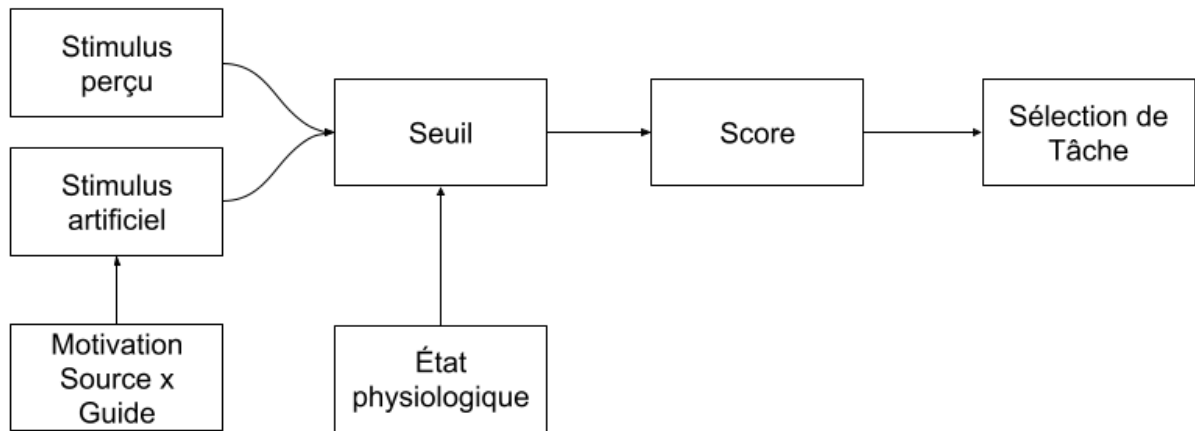 Stimulus
perçu
Stimulus
artificiel
Motivation
Source x
Guide
Seuil
État
physiologique
Score
Sélection de
Tâche